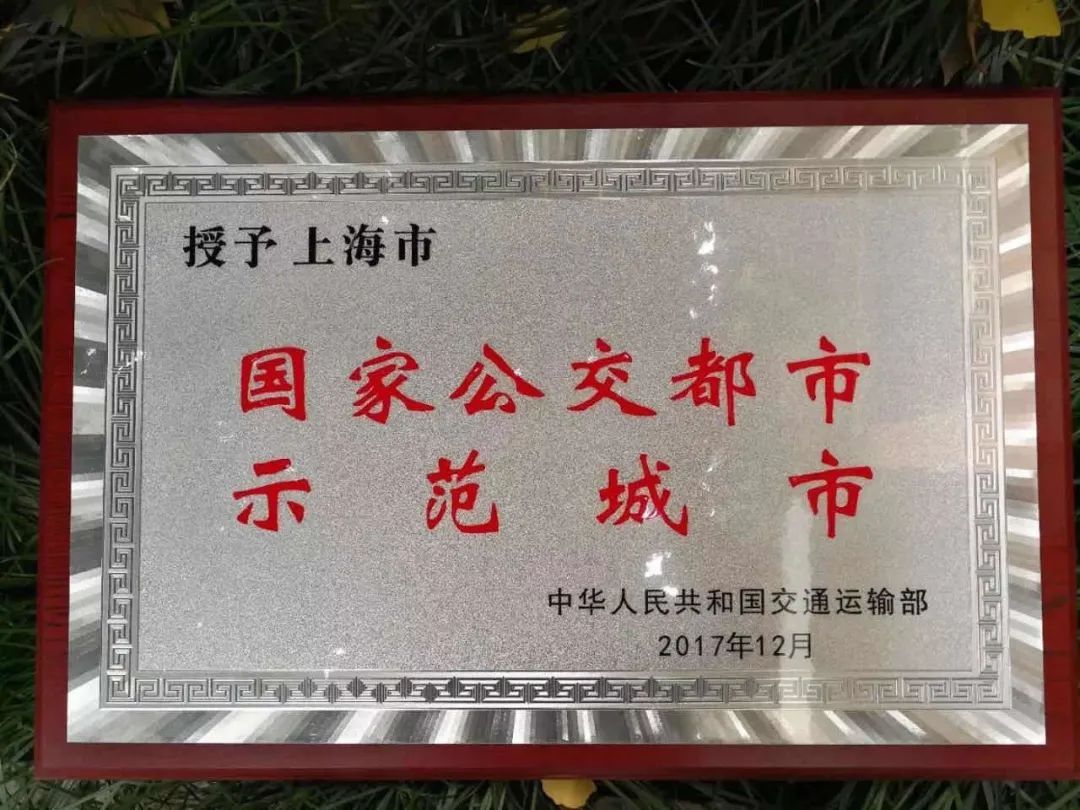 授予 上海市
国家公交都市
示范城市
中华人民共和国交通运输部
2017年12月